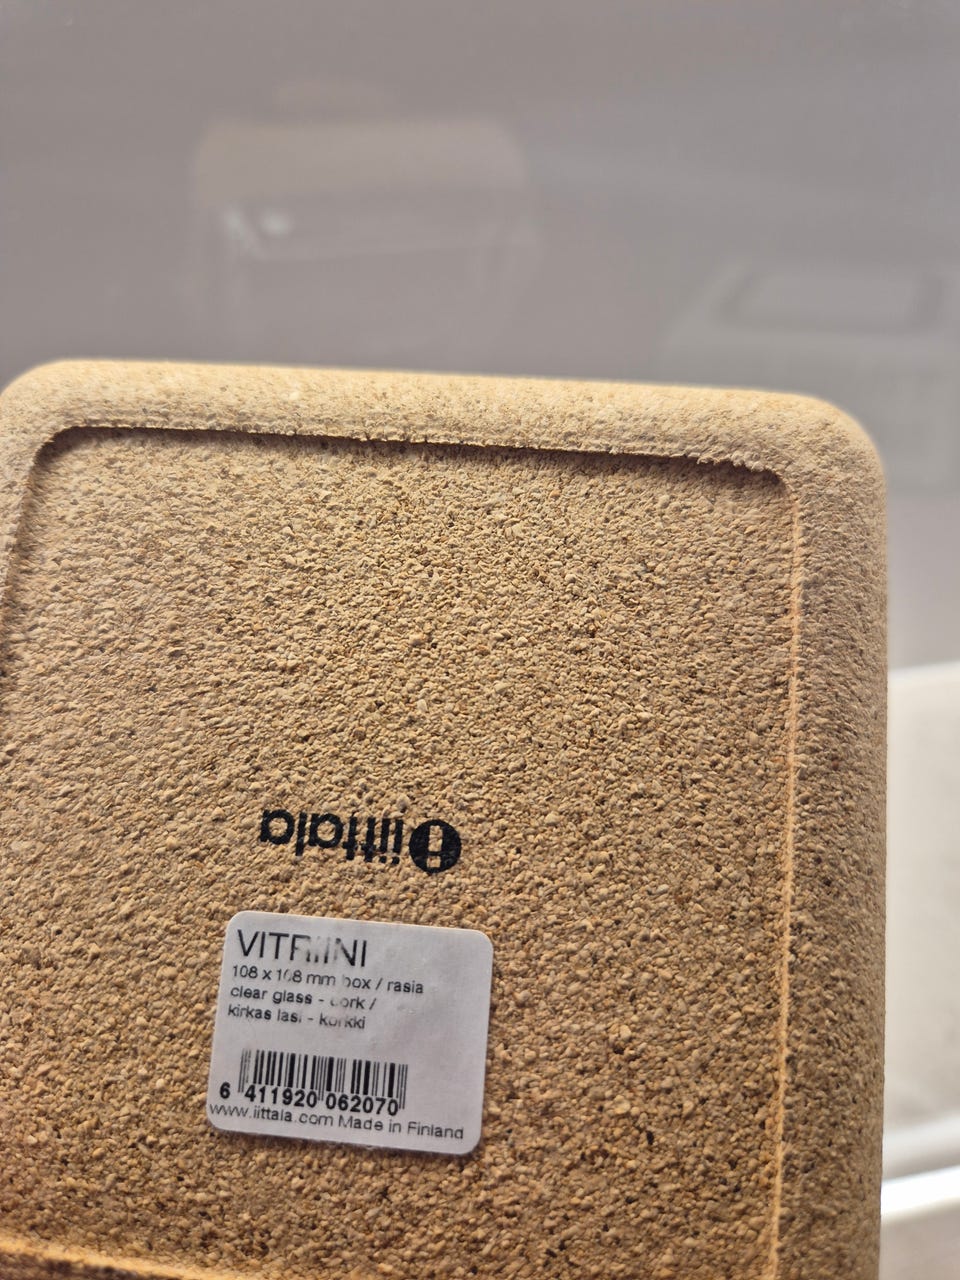 iittala
VITRIINI
108 x 108 mm box / rasia
clear glass - cork /
kirkas lasi - korkki
6 411920 062070
www.iittala.com Made in Finland